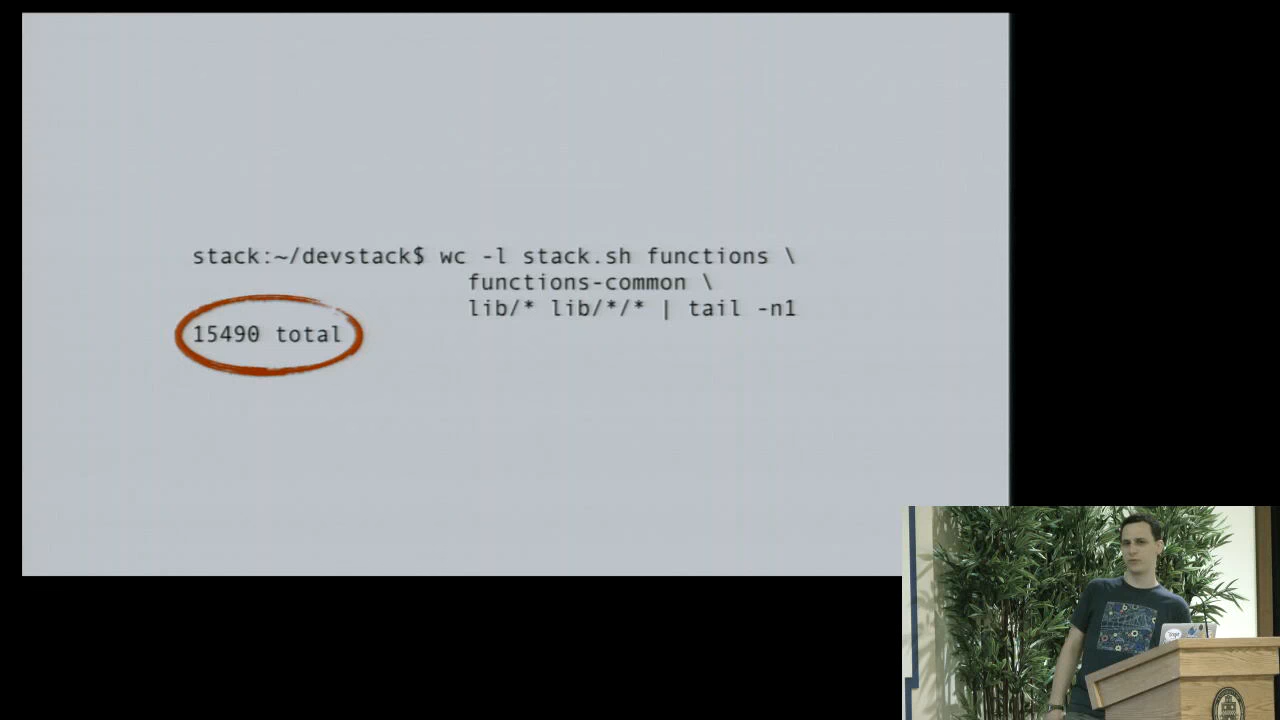 stack:~/devstack$ wc -l stack.sh functions \
functions-common \
lib/* lib/*/* | tail -n1
15490 total